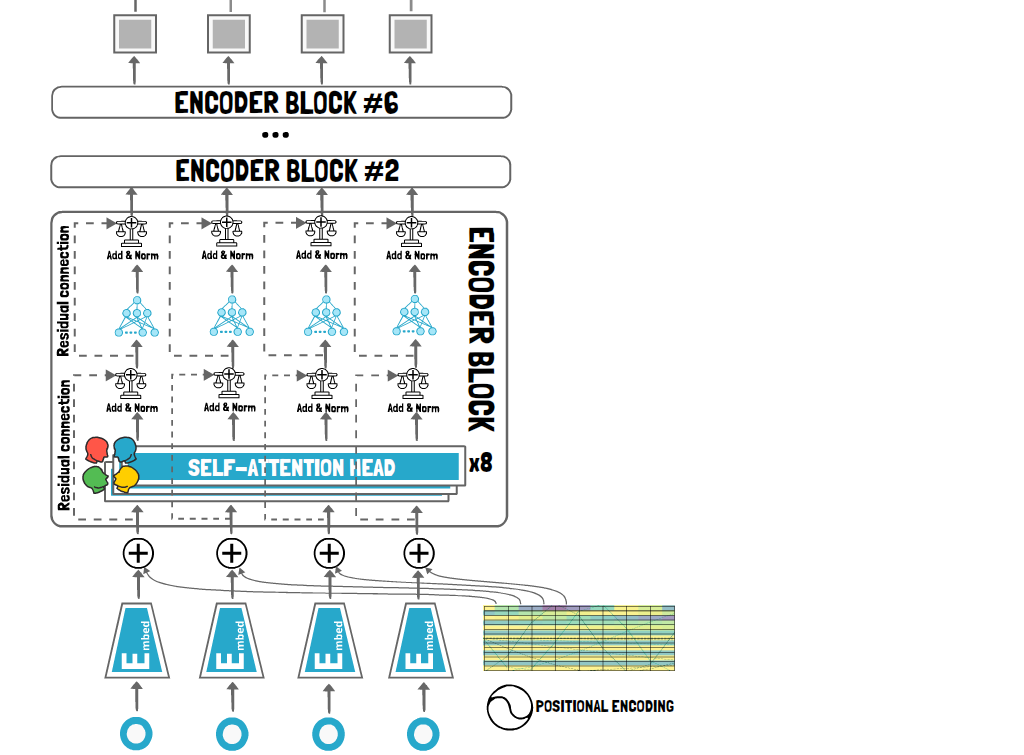 ENCODER BLOCK #6
...
ENCODER BLOCK #2
Residual connection
Add & Norm
Add & Norm
Add & Norm
Add & Norm
ENCODER BLOCK
Residual connection
Add & Norm
Add & Norm
Add & Norm
Add & Norm
SELF-ATTENTION HEAD
x8
Embed
Embed
Embed
Embed
POSITIONAL ENCODING